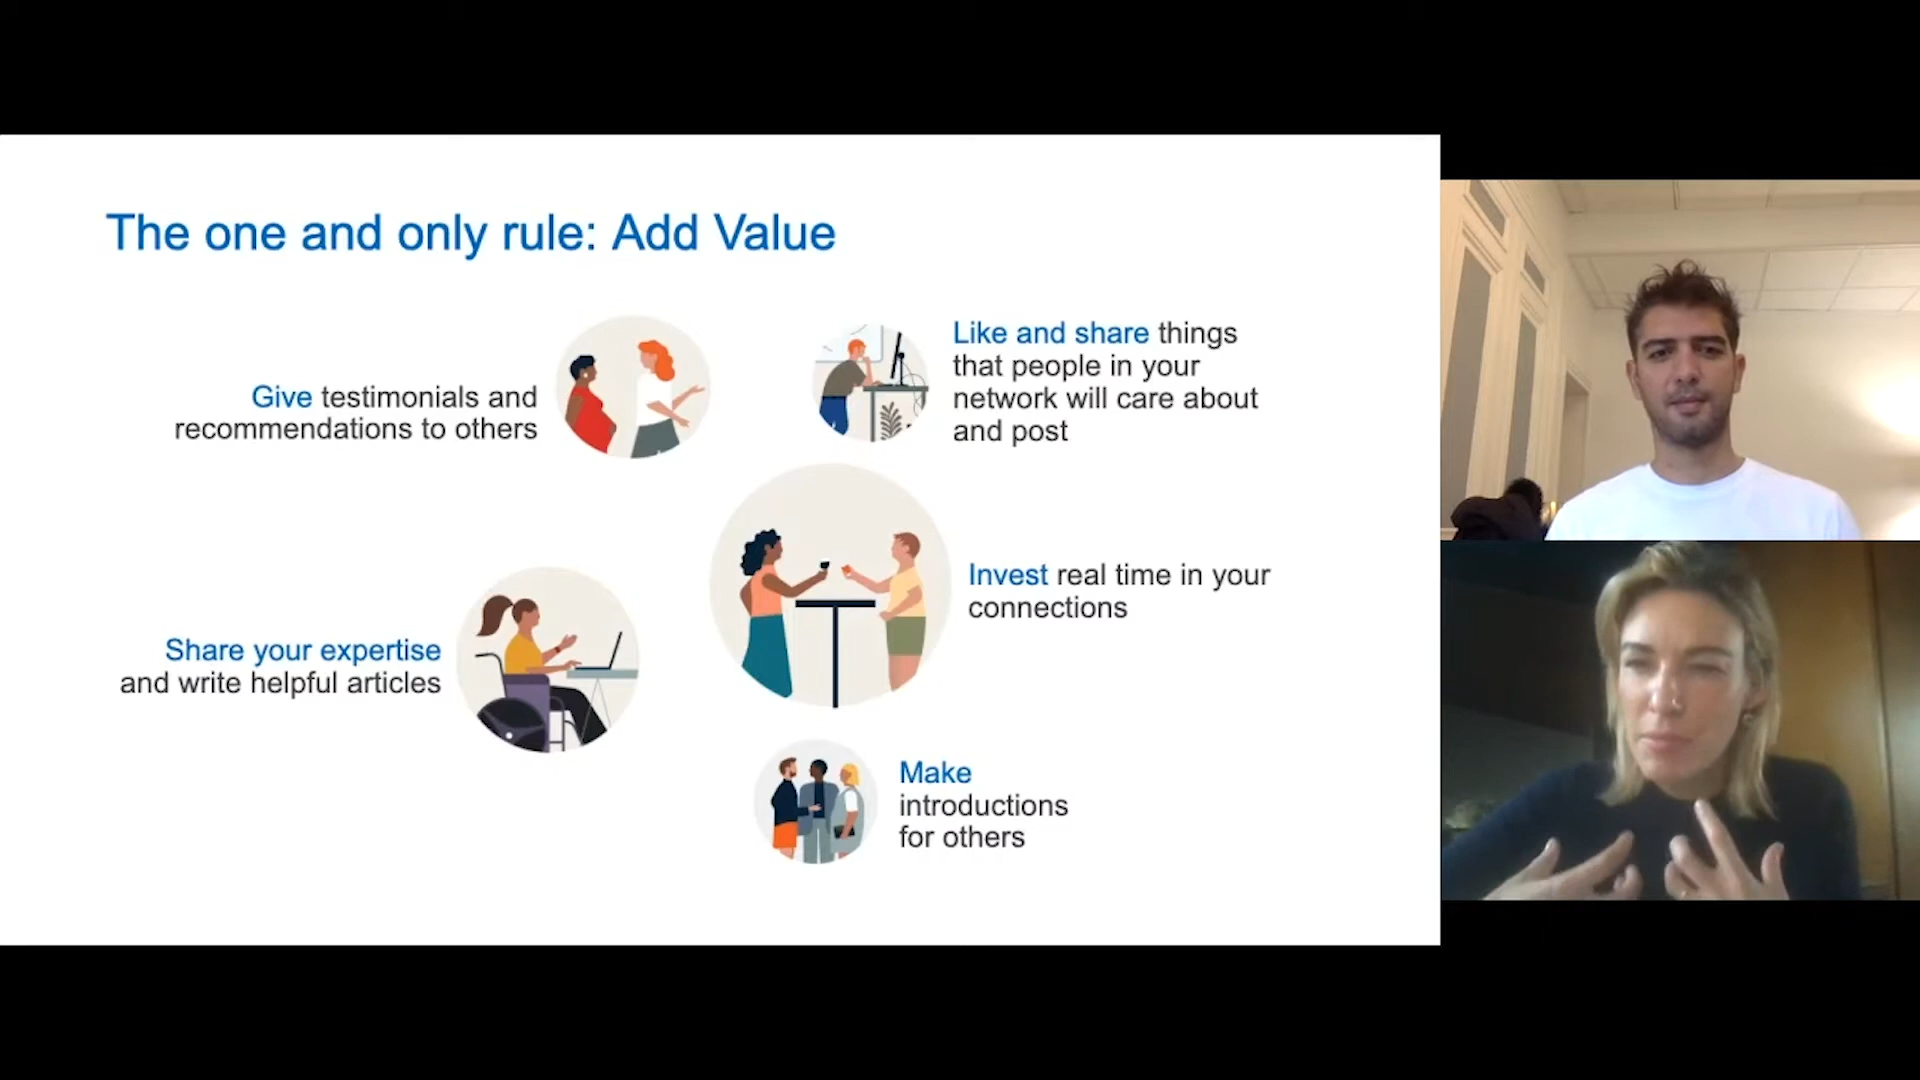 The one and only rule: Add Value
Give testimonials and
recommendations to others
Like and share things
that people in your
network will care about
and post
Invest real time in your
connections
Share your expertise
and write helpful articles
Make
introductions
for others